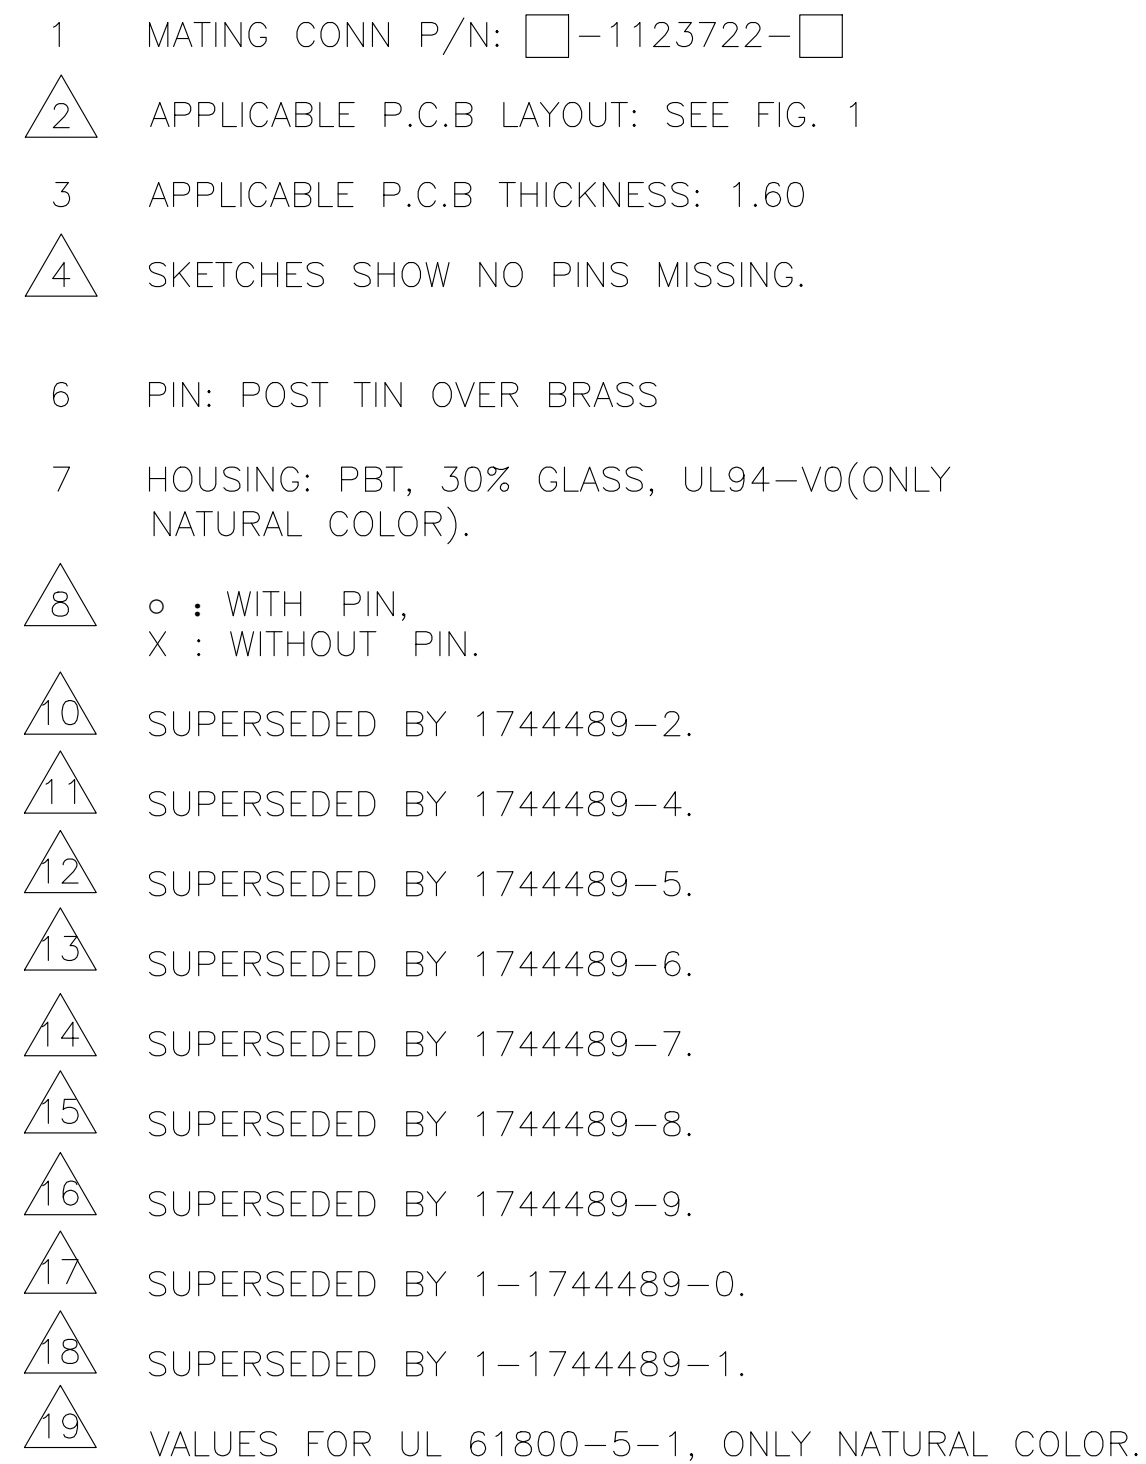 1 MATING CONN P/N: □-1123722-□
2 APPLICABLE P.C.B LAYOUT: SEE FIG. 1
3 APPLICABLE P.C.B THICKNESS: 1.60
4 SKETCHES SHOW NO PINS MISSING.
6 PIN: POST TIN OVER BRASS
7 HOUSING: PBT, 30% GLASS, UL94-V0(ONLY
NATURAL COLOR).
8 ○ : WITH PIN,
X : WITHOUT PIN.
10 SUPERSEDED BY 1744489-2.
11 SUPERSEDED BY 1744489-4.
12 SUPERSEDED BY 1744489-5.
13 SUPERSEDED BY 1744489-6.
14 SUPERSEDED BY 1744489-7.
15 SUPERSEDED BY 1744489-8.
16 SUPERSEDED BY 1744489-9.
17 SUPERSEDED BY 1-1744489-0.
18 SUPERSEDED BY 1-1744489-1.
19 VALUES FOR UL 61800-5-1, ONLY NATURAL COLOR.